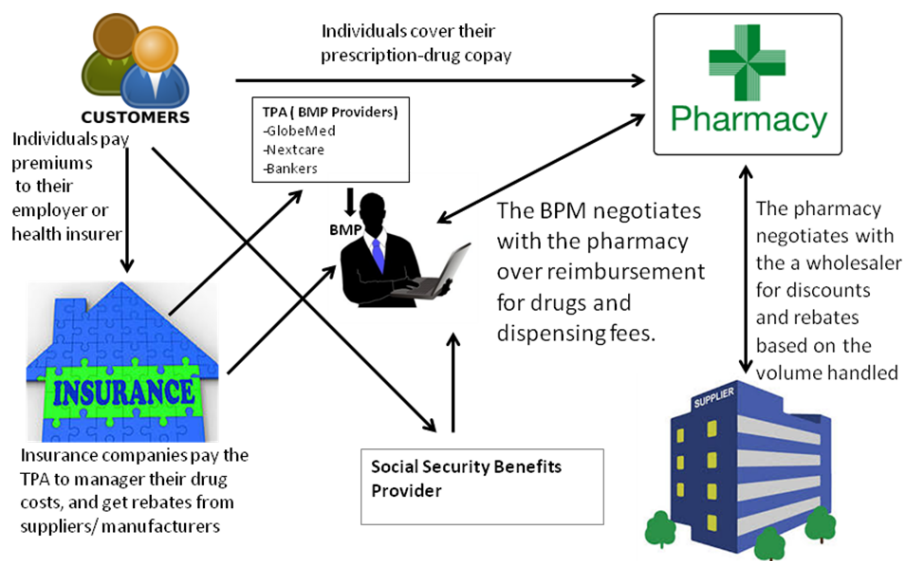 Individuals cover their
prescription-drug copay
CUSTOMERS
Pharmacy
TPA ( BMP Providers)
-GlobeMed
-Nextcare
-Bankers
Individuals pay
premiums
to their
employer or
health insurer
BMP
The BPM negotiates
with the pharmacy
over reimbursement
for drugs and
dispensing fees.
The pharmacy
negotiates with
the a wholesaler
for discounts
and rebates
based on the
volume handled
INSURANCE
SUPPLIER
Insurance companies pay the
TPA to manager their drug
costs, and get rebates from
suppliers/ manufacturers
Social Security Benefits
Provider